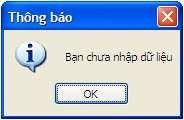 Thông báo
Bạn chưa nhập dữ liệu
OK